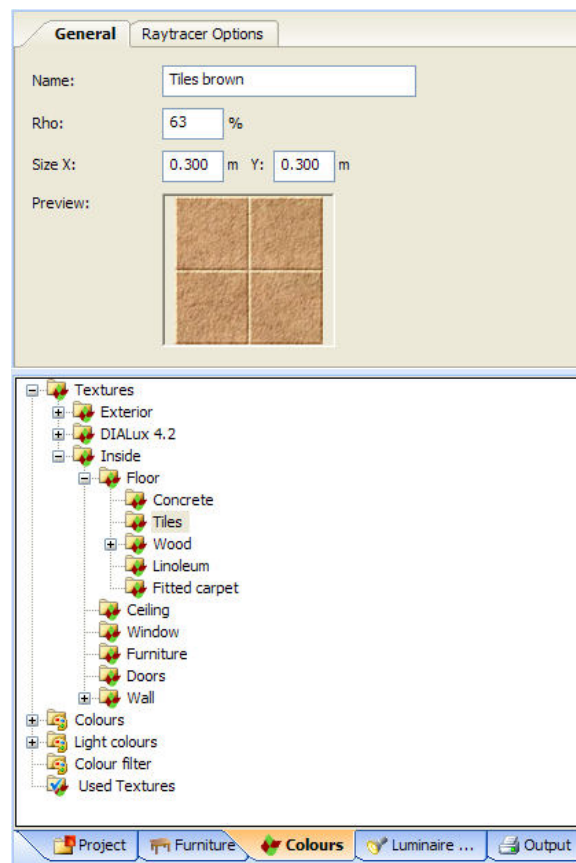 General Raytracer Options
Name: Tiles brown
Rho: 63 %
Size X: 0.300 m Y: 0.300 m
Preview:
Textures
Exterior
DIALux 4.2
Inside
Floor
Concrete
Tiles
Wood
Linoleum
Fitted carpet
Ceiling
Window
Furniture
Doors
Wall
Colours
Light colours
Colour filter
Used Textures
Project Furniture Colours Luminaire ... Output